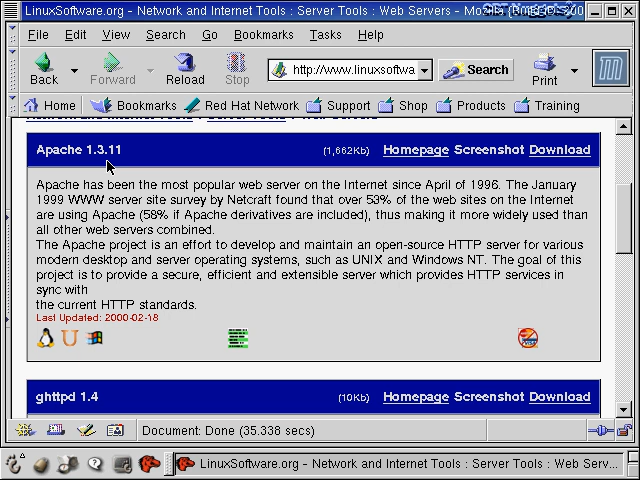 LinuxSoftware.org - Network and Internet Tools : Server Tools : Web Servers - Mozilla {Build ID: 200
File Edit View Search Go Bookmarks Tasks Help
Back Forward Reload Stop http://www.linuxsoftwa Search Print
Home Bookmarks Red Hat Network Support Shop Products Training
Apache 1.3.11 (1,662Kb) Homepage Screenshot Download
Apache has been the most popular web server on the Internet since April of 1996. The January
1999 WWW server site survey by Netcraft found that over 53% of the web sites on the Internet
are using Apache (58% if Apache derivatives are included), thus making it more widely used than
all other web servers combined.
The Apache project is an effort to develop and maintain an open-source HTTP server for various
modern desktop and server operating systems, such as UNIX and Windows NT. The goal of this
project is to provide a secure, efficient and extensible server which provides HTTP services in
sync with
the current HTTP standards.
Last Updated: 2000-02-18
ghttpd 1.4 (10Kb) Homepage Screenshot Download
Document: Done (35.338 secs)
LinuxSoftware.org - Network and Internet Tools : Server Tools : Web Serv...